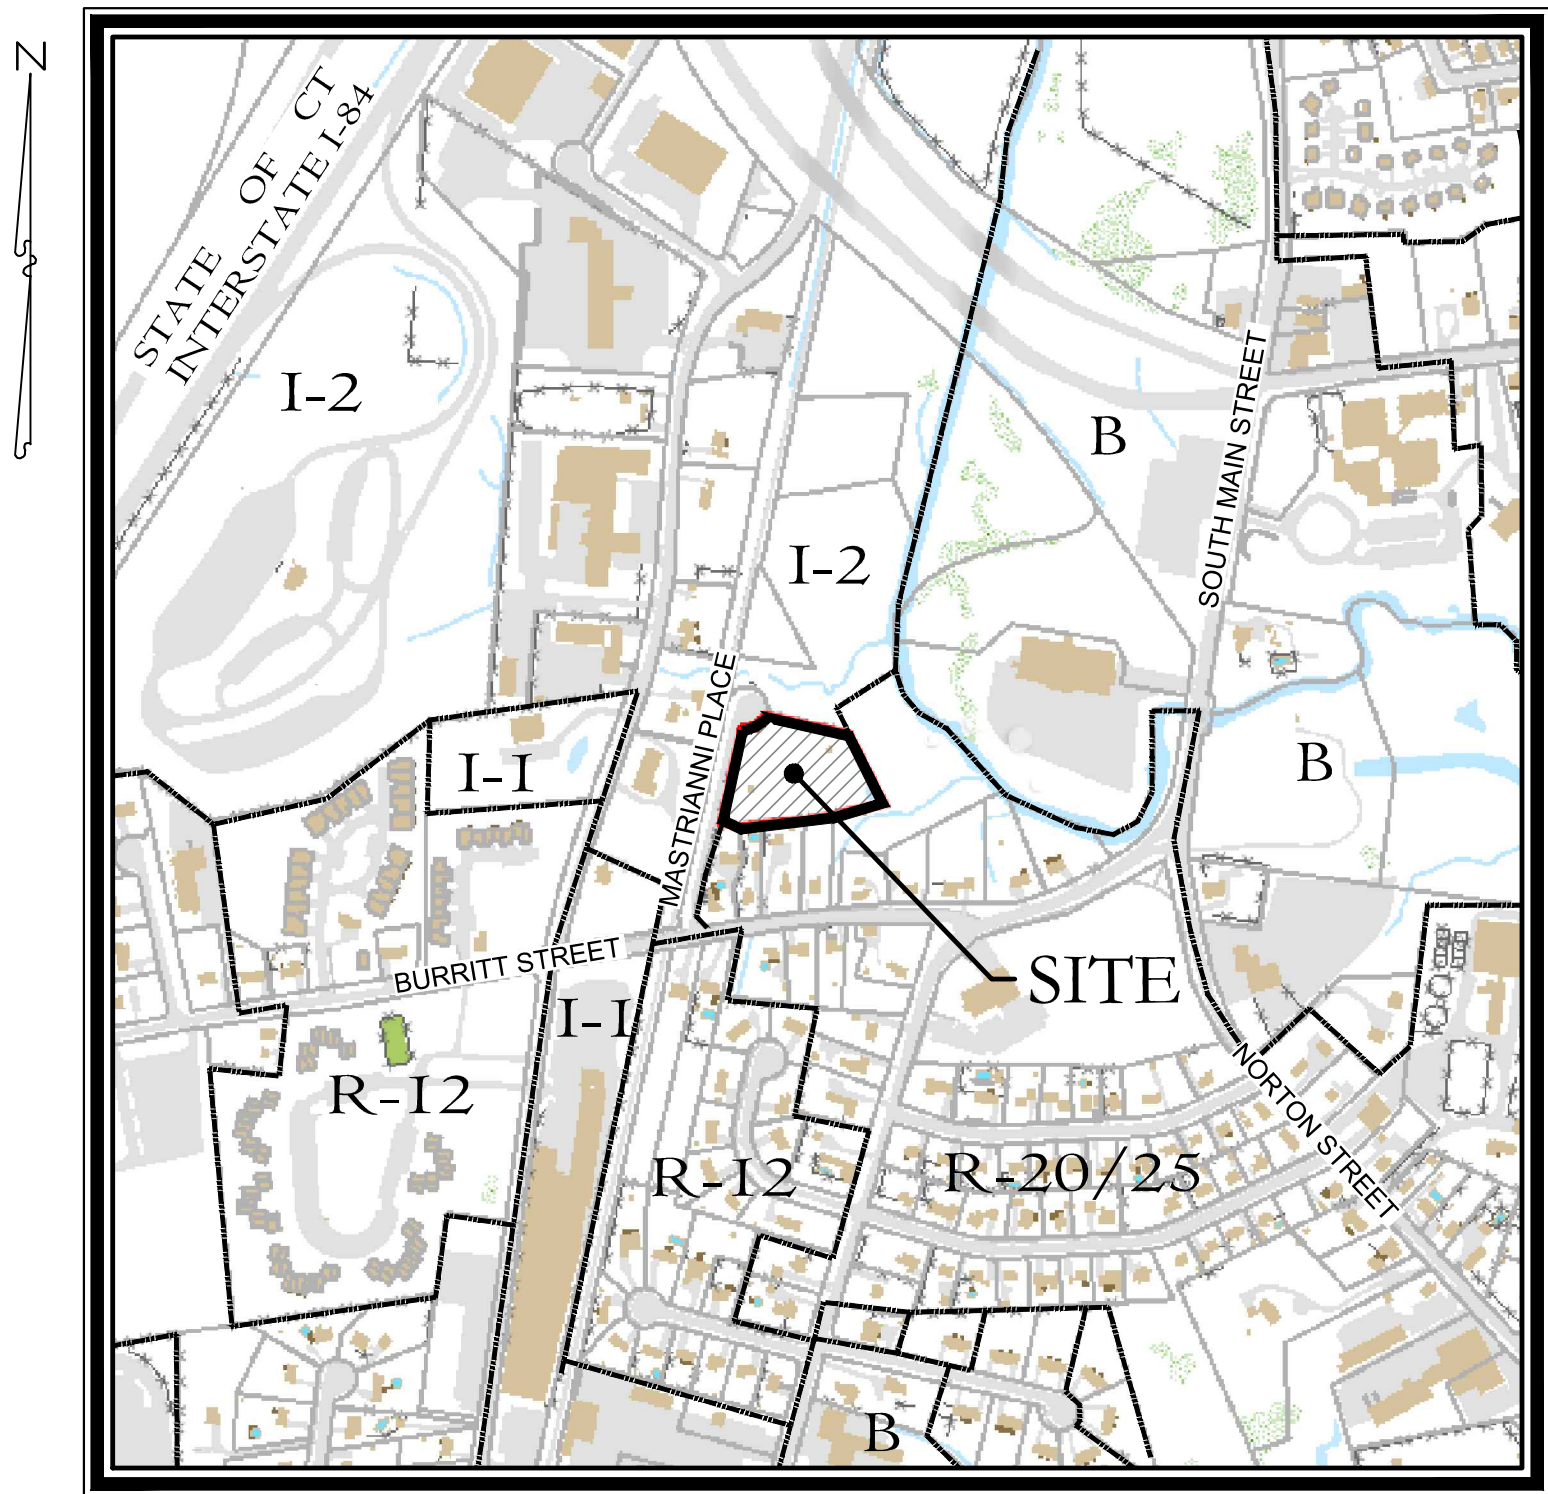 N
STATE OF CT
INTERSTATE I-84
I-2
B
SOUTH MAIN STREET
I-2
MASTRIANNI PLACE
I-1
B
BURRITT STREET
SITE
I-1
NORTON STREET
R-12
R-12
R-20/25
B